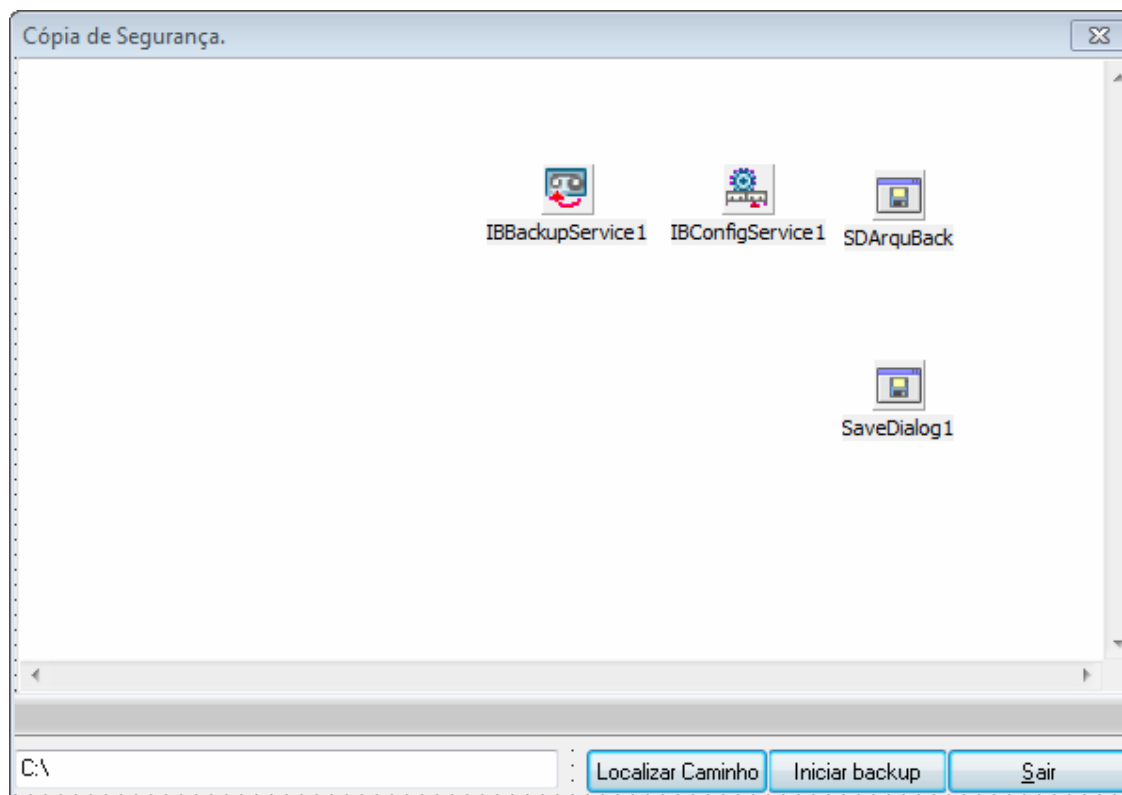 Cópia de Segurança.
IBBackupService1 IBConfigService1 SDArquBack
SaveDialog1
C:\ Localizar Caminho Iniciar backup Sair